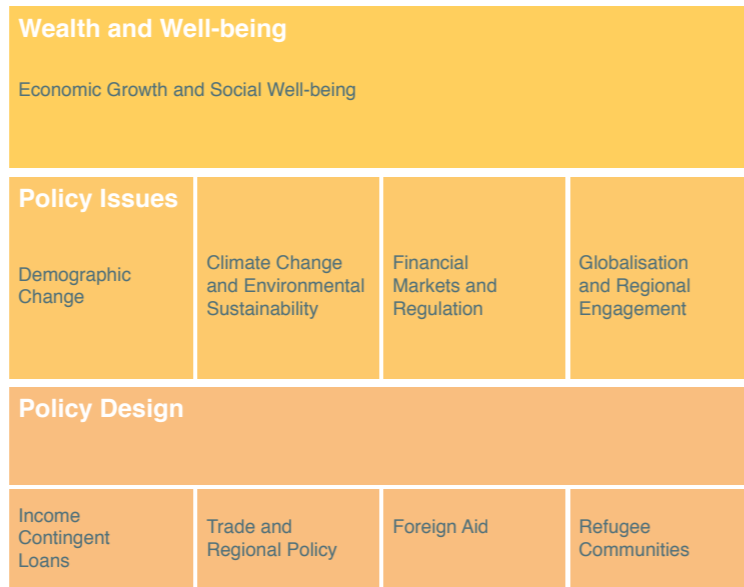 Wealth and Well-being
Economic Growth and Social Well-being
Policy Issues
Demographic
Change
Climate Change
and Environmental
Sustainability
Financial
Markets and
Regulation
Globalisation
and Regional
Engagement
Policy Design
Income
Contingent
Loans
Trade and
Regional Policy
Foreign Aid
Refugee
Communities